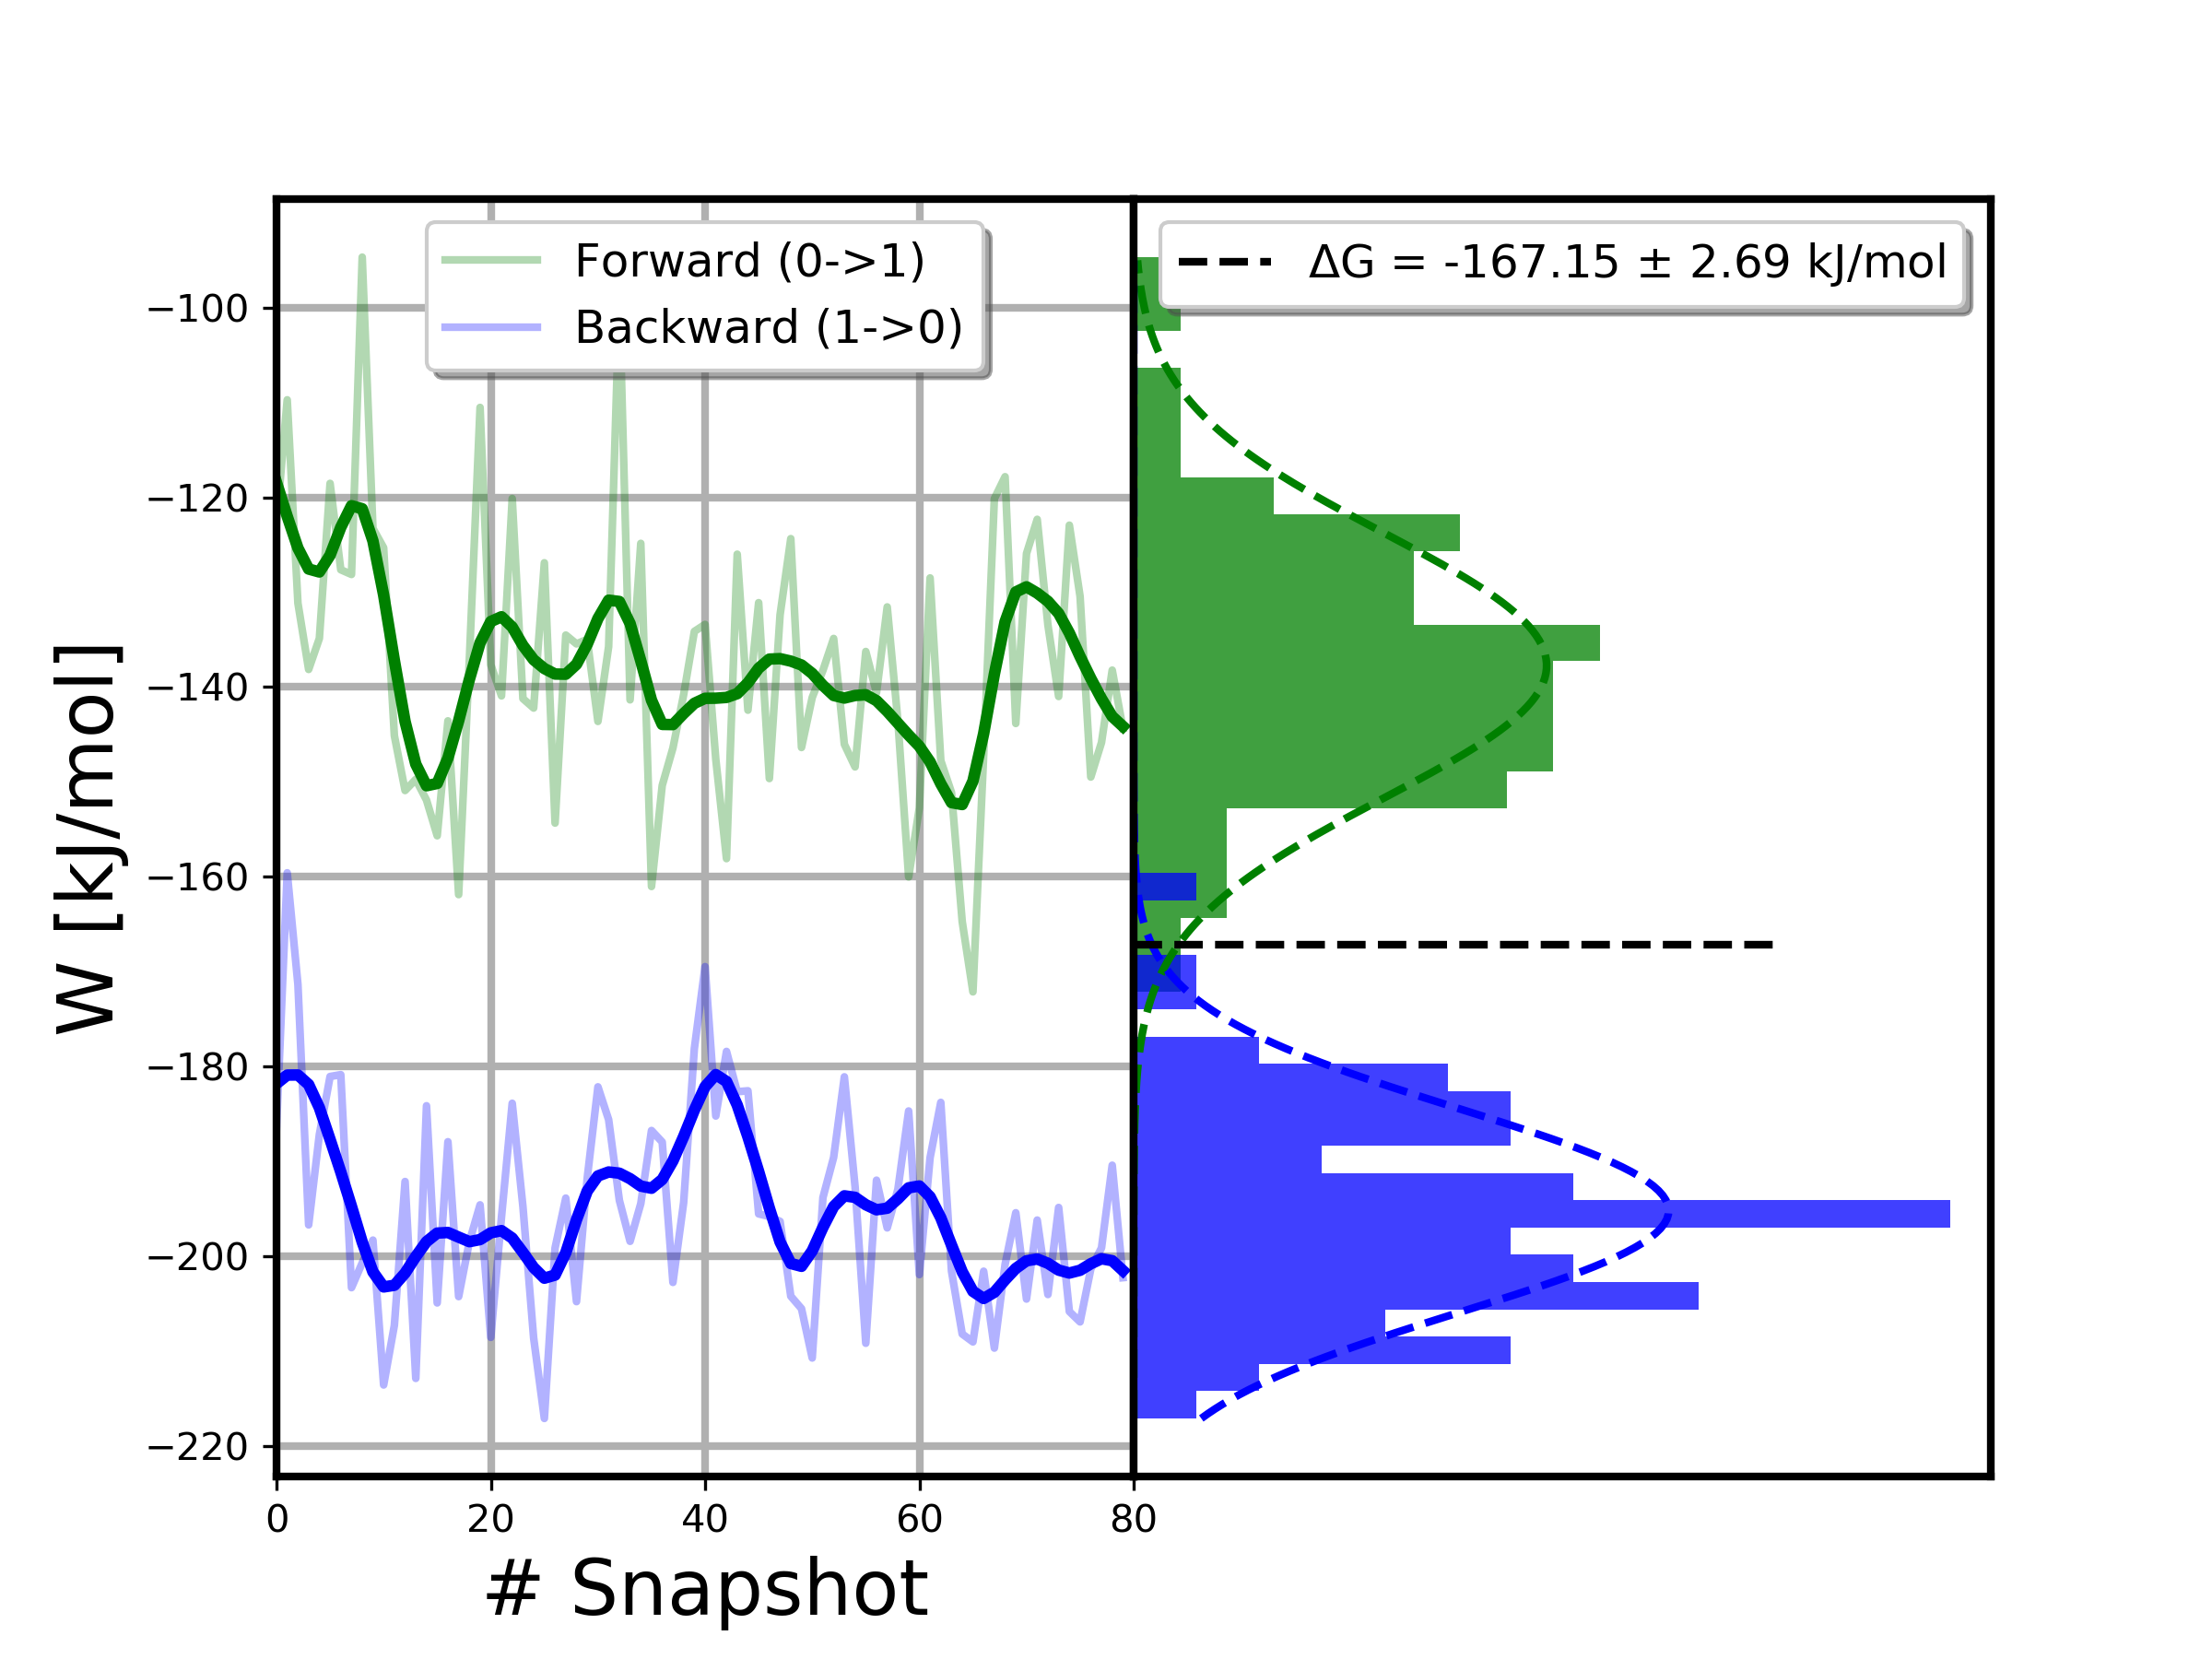 Forward (0->1)
Backward (1->0)
ΔG = -167.15 ± 2.69 kJ/mol
W [kJ/mol]
−100
−120
−140
−160
−180
−200
−220
0 20 40 60 80
# Snapshot